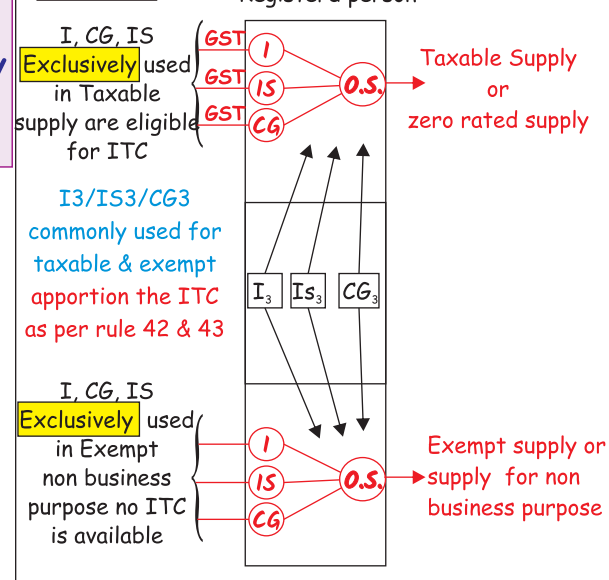 Register a person
I, CG, IS
Exclusively used
in Taxable
supply are eligible
for ITC
GST
I
GST
IS
GST
CG
O.S.
Taxable Supply
or
zero rated supply
I3/IS3/CG3
commonly used for
taxable & exempt
apportion the ITC
as per rule 42 & 43
I3
Is3
CG3
I, CG, IS
Exclusively used
in Exempt
non business
purpose no ITC
is available
I
IS
CG
O.S.
Exempt supply or
supply for non
business purpose